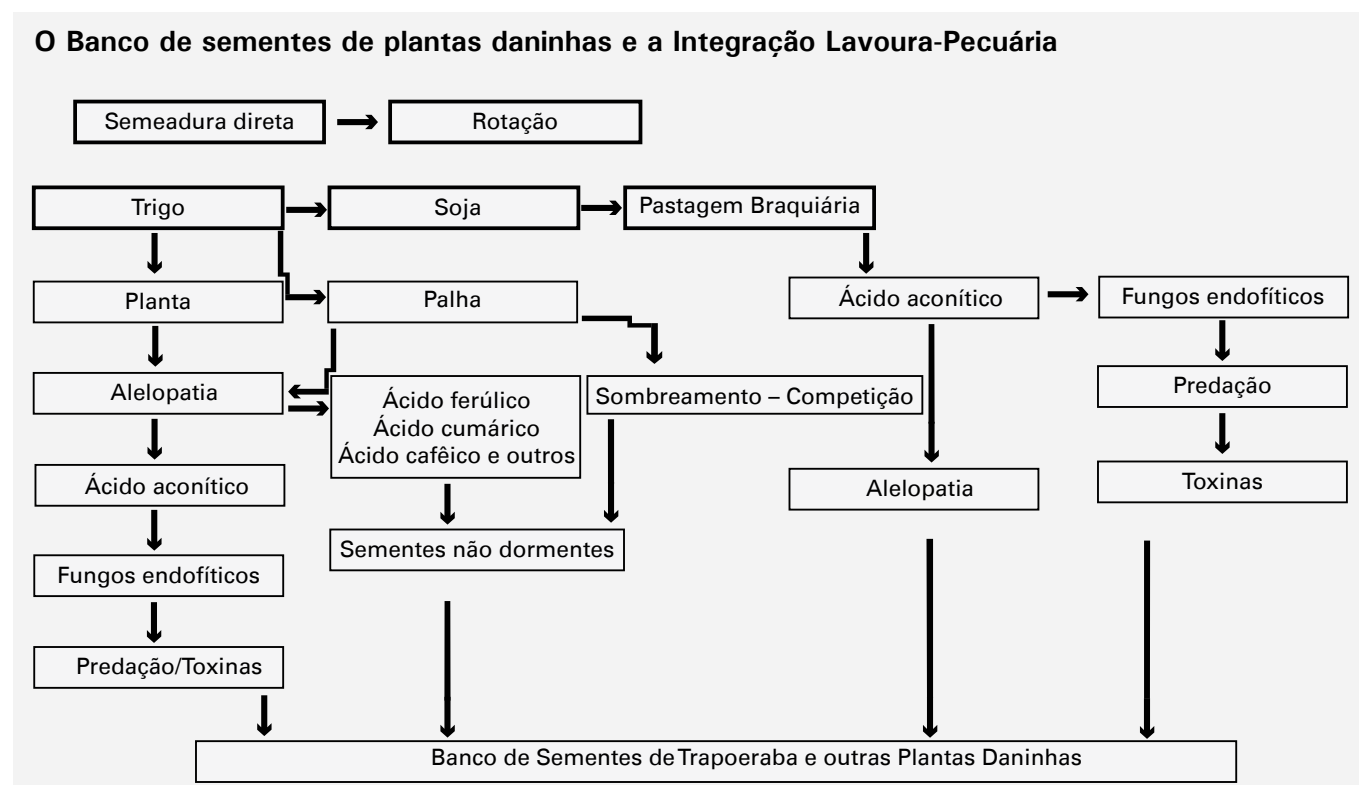 O Banco de sementes de plantas daninhas e a Integração Lavoura-Pecuária
Semeadura direta
Rotação
Trigo
Soja
Pastagem Braquiária
Planta
Palha
Ácido aconítico
Fungos endofíticos
Alelopatia
Ácido ferúlico
Ácido cumárico
Ácido cafêico e outros
Sombreamento – Competição
Predação
Ácido aconítico
Alelopatia
Toxinas
Sementes não dormentes
Fungos endofíticos
Predação/Toxinas
Banco de Sementes de Trapoeraba e outras Plantas Daninhas